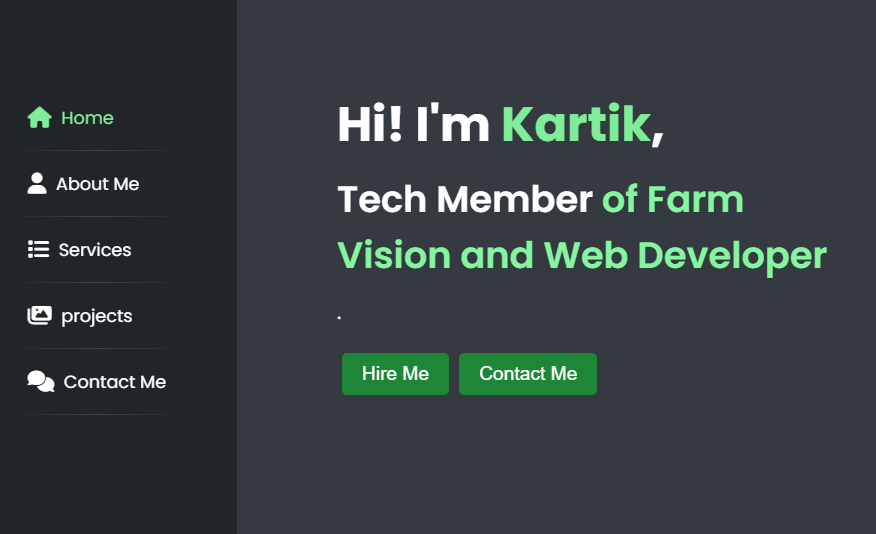 Home
About Me
Services
projects
Contact Me
Hi! I'm Kartik,
Tech Member of Farm
Vision and Web Developer
.
Hire Me
Contact Me